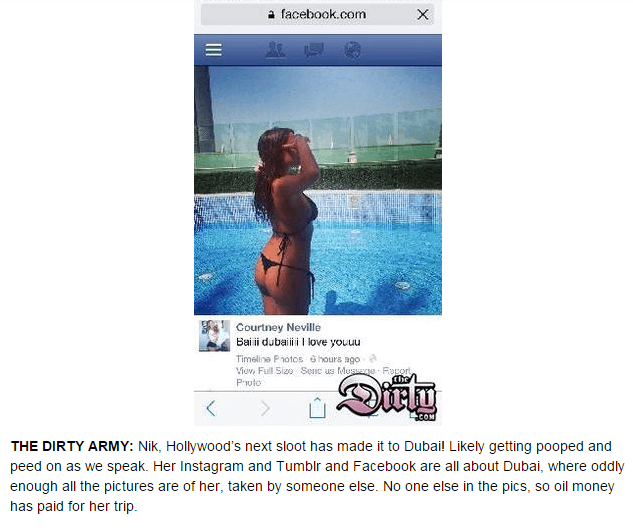 facebook.com
Courtney Neville
Baiiii dubaiiiii I love youuu
Timeline Photos · 6 hours ago ·
View Full Size · Send as Message · Report
Photo
The
Dirty
.COM
THE DIRTY ARMY: Nik, Hollywood's next sloot has made it to Dubai! Likely getting pooped and
peed on as we speak. Her Instagram and Tumblr and Facebook are all about Dubai, where oddly
enough all the pictures are of her, taken by someone else. No one else in the pics, so oil money
has paid for her trip.